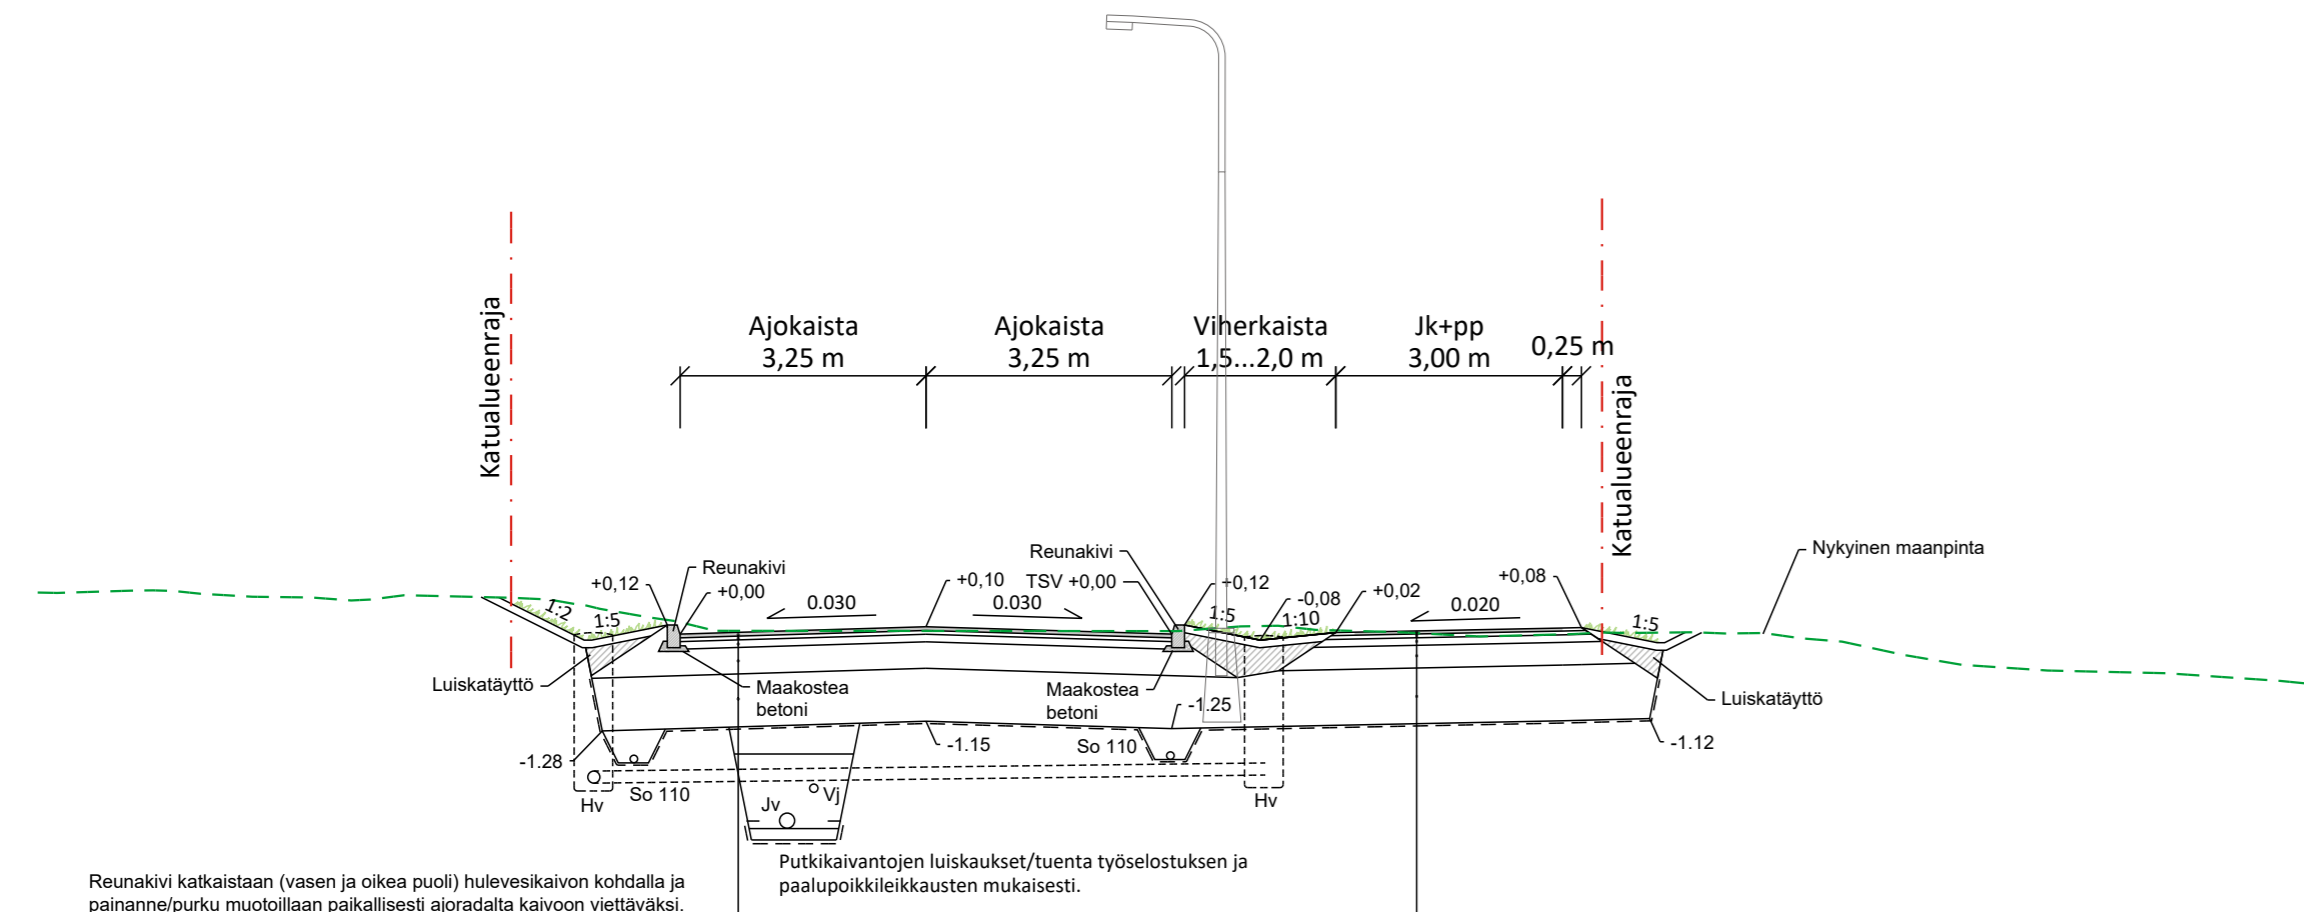 Katualueenraja
Ajokaista
3,25 m
Ajokaista
3,25 m
Viherkaista
1,5...2,0 m
Jk+pp
3,00 m
0,25 m
Katualueenraja
Nykyinen maanpinta
Reunakivi
+0,12
+0,00
0.030
+0,10
0.030
Reunakivi
TSV +0,00
+0,12
-0,08
+0,02
0.020
+0,08
1:2
1:5
1:5
1:10
1:5
Luiskatäyttö
Maakostea
betoni
Maakostea
betoni
-1.25
Luiskatäyttö
-1.28
-1.15
So 110
-1.12
So 110
Hv
Jv
Vj
Hv
Putkikaivantojen luiskaukset/tuenta työselostuksen ja
paalupoikkileikkausten mukaisesti.
Reunakivi katkaistaan (vasen ja oikea puoli) hulevesikaivon kohdalla ja
painanne/purku muotoillaan paikallisesti ajoradalta kaivoon viettäväksi.